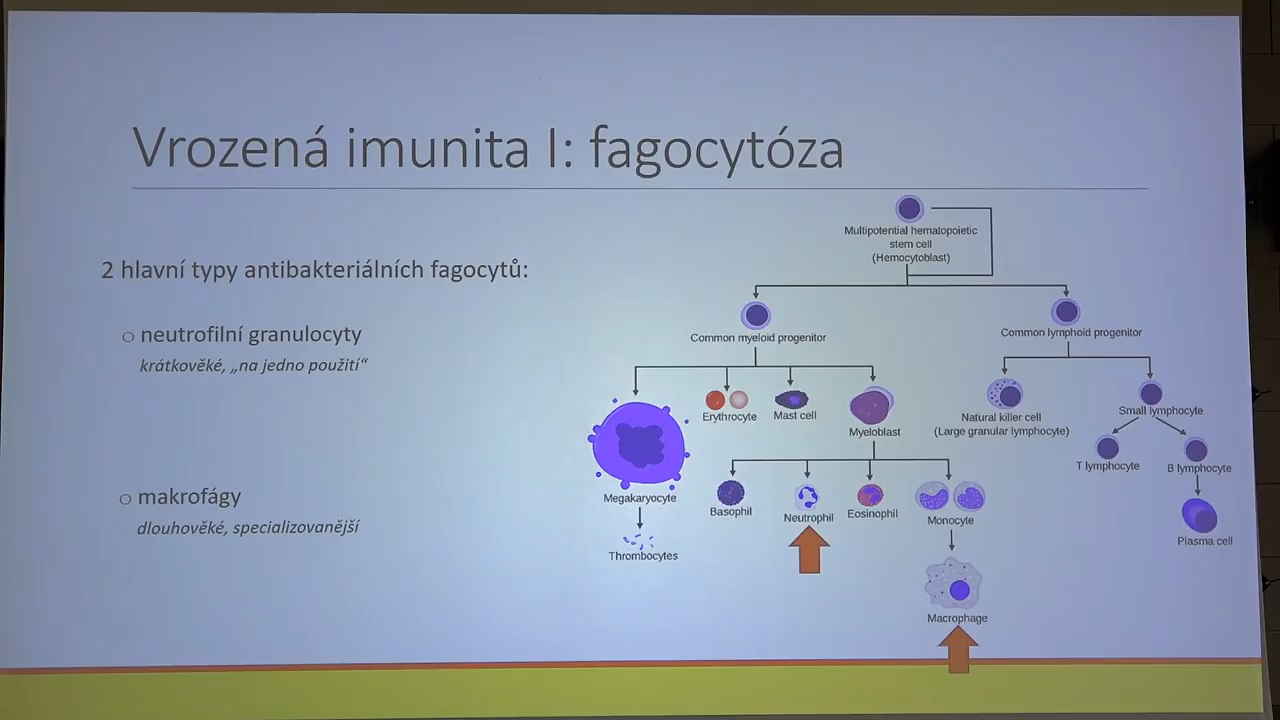 Vrozená imunita I: fagocytóza
2 hlavní typy antibakteriálních fagocytů:
o neutrofilní granulocyty
krátkověké, „na jedno použití“
o makrofágy
dlouhověké, specializovanější
Multipotential hematopoietic
stem cell
(Hemocytoblast)
Common myeloid progenitor
Common lymphoid progenitor
Erythrocyte
Mast cell
Myeloblast
Natural killer cell
(Large granular lymphocyte)
Small lymphocyte
T lymphocyte
B lymphocyte
Megakaryocyte
Basophil
Neutrophil
Eosinophil
Monocyte
Plasma cell
Thrombocytes
Macrophage